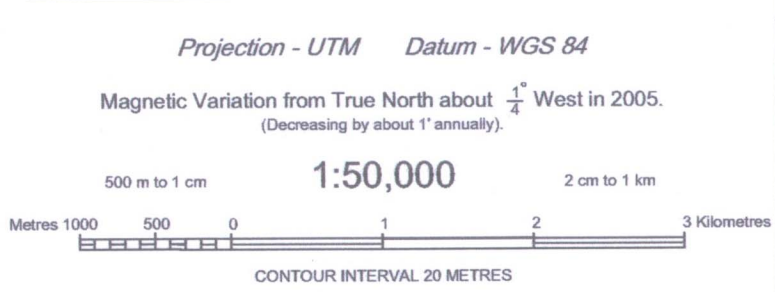 Projection - UTM Datum - WGS 84
Magnetic Variation from True North about 1/4° West in 2005.
(Decreasing by about 1' annually).
500 m to 1 cm 1:50,000 2 cm to 1 km
Metres 1000 500 0 1 2 3 Kilometres
CONTOUR INTERVAL 20 METRES